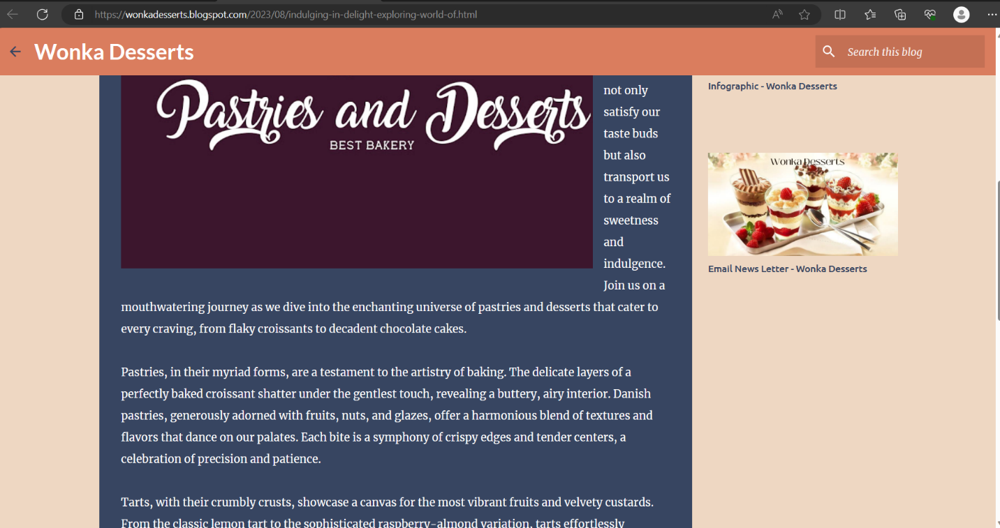 https://wonkadesserts.blogspot.com/2023/08/indulging-in-delight-exploring-world-of.html
Wonka Desserts
Search this blog
Pastries and Desserts
BEST BAKERY
not only
satisfy our
taste buds
but also
transport us
to a realm of
sweetness
and
indulgence.
Join us on a
mouthwatering journey as we dive into the enchanting universe of pastries and desserts that cater to
every craving, from flaky croissants to decadent chocolate cakes.
Pastries, in their myriad forms, are a testament to the artistry of baking. The delicate layers of a
perfectly baked croissant shatter under the gentlest touch, revealing a buttery, airy interior. Danish
pastries, generously adorned with fruits, nuts, and glazes, offer a harmonious blend of textures and
flavors that dance on our palates. Each bite is a symphony of crispy edges and tender centers, a
celebration of precision and patience.
Tarts, with their crumbly crusts, showcase a canvas for the most vibrant fruits and velvety custards.
From the classic lemon tart to the sophisticated raspberry-almond variation, tarts effortlessly
Infographic - Wonka Desserts
Wonka Desserts
Email News Letter - Wonka Desserts